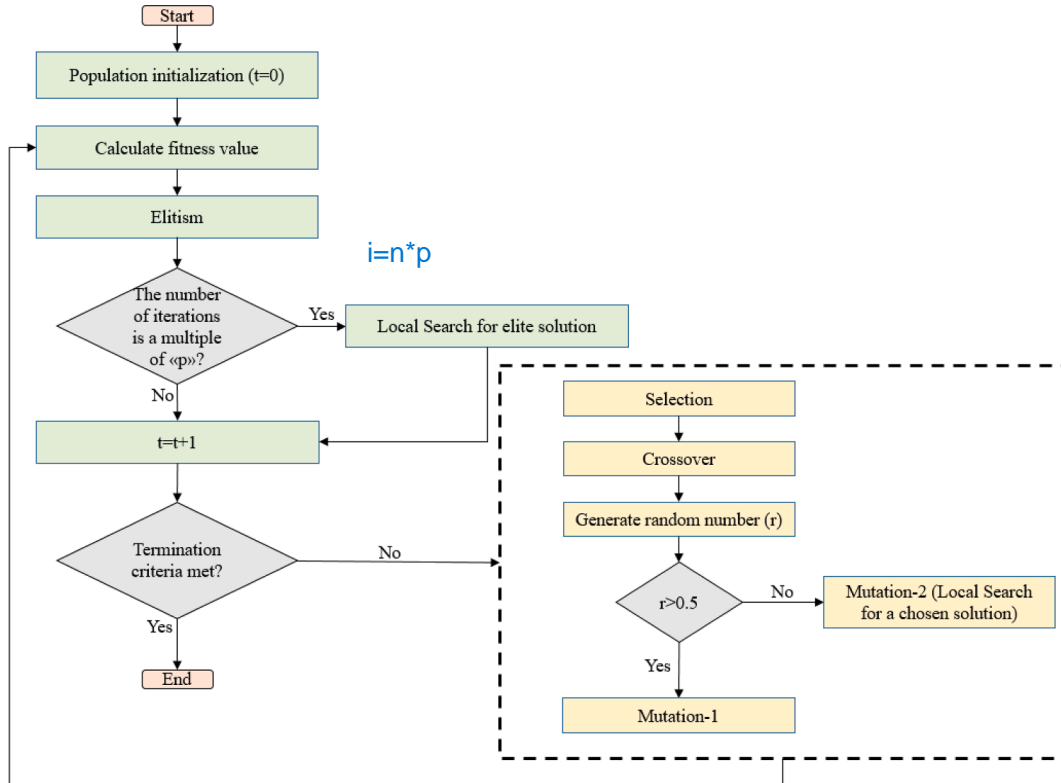 Start
Population initialization (t=0)
Calculate fitness value
Elitism
i=n*p
The number
of iterations
is a multiple
of «p»?
Yes
Local Search for elite solution
No
t=t+1
Termination
criteria met?
No
Yes
End
Selection
Crossover
Generate random number (r)
r>0.5
No
Mutation-2 (Local Search
for a chosen solution)
Yes
Mutation-1